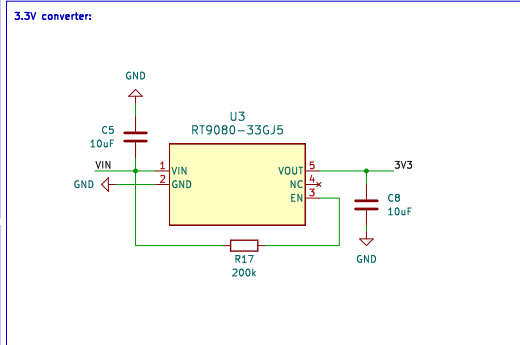 3.3V converter:
GND
U3
RT9080-33GJ5
C5
10uF
VIN
1
VIN
VOUT
5
3V3
GND
2
GND
NC
4
EN
3
C8
10uF
R17
200k
GND